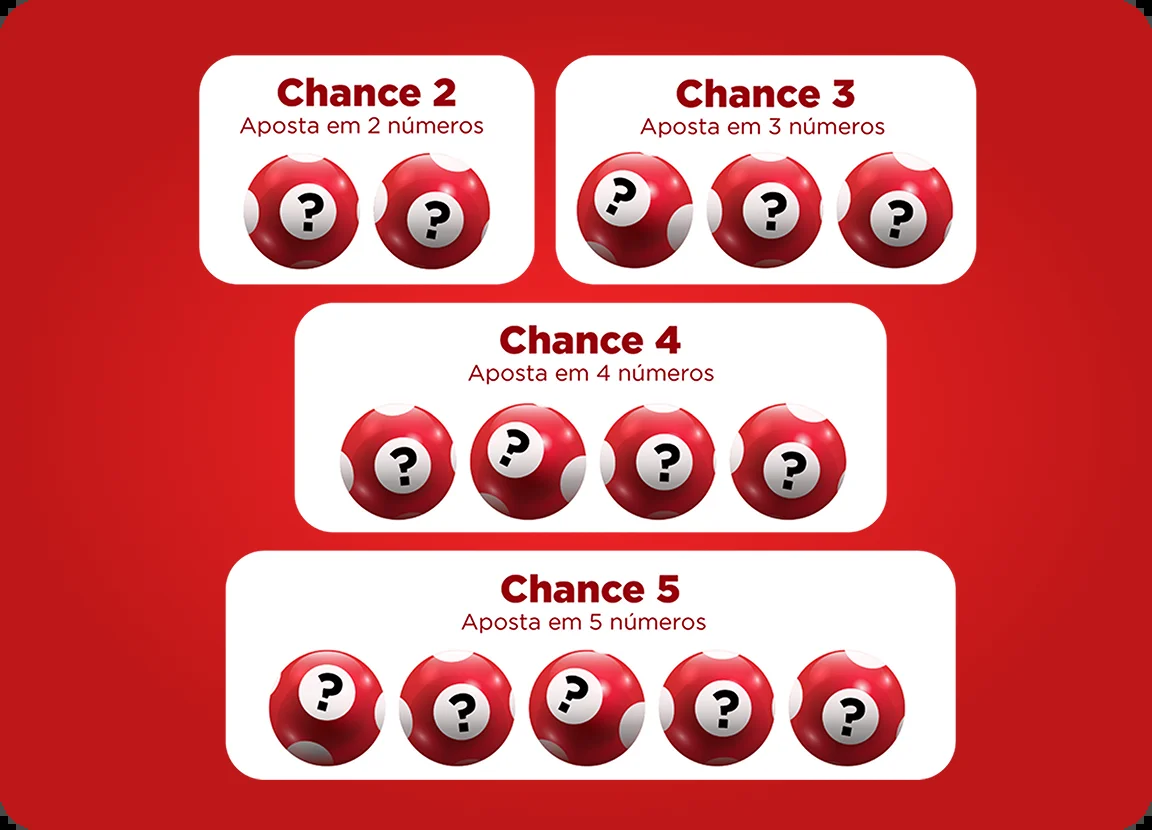 Chance 2
Aposta em 2 números
? ?
Chance 3
Aposta em 3 números
? ? ?
Chance 4
Aposta em 4 números
? ? ? ?
Chance 5
Aposta em 5 números
? ? ? ? ?